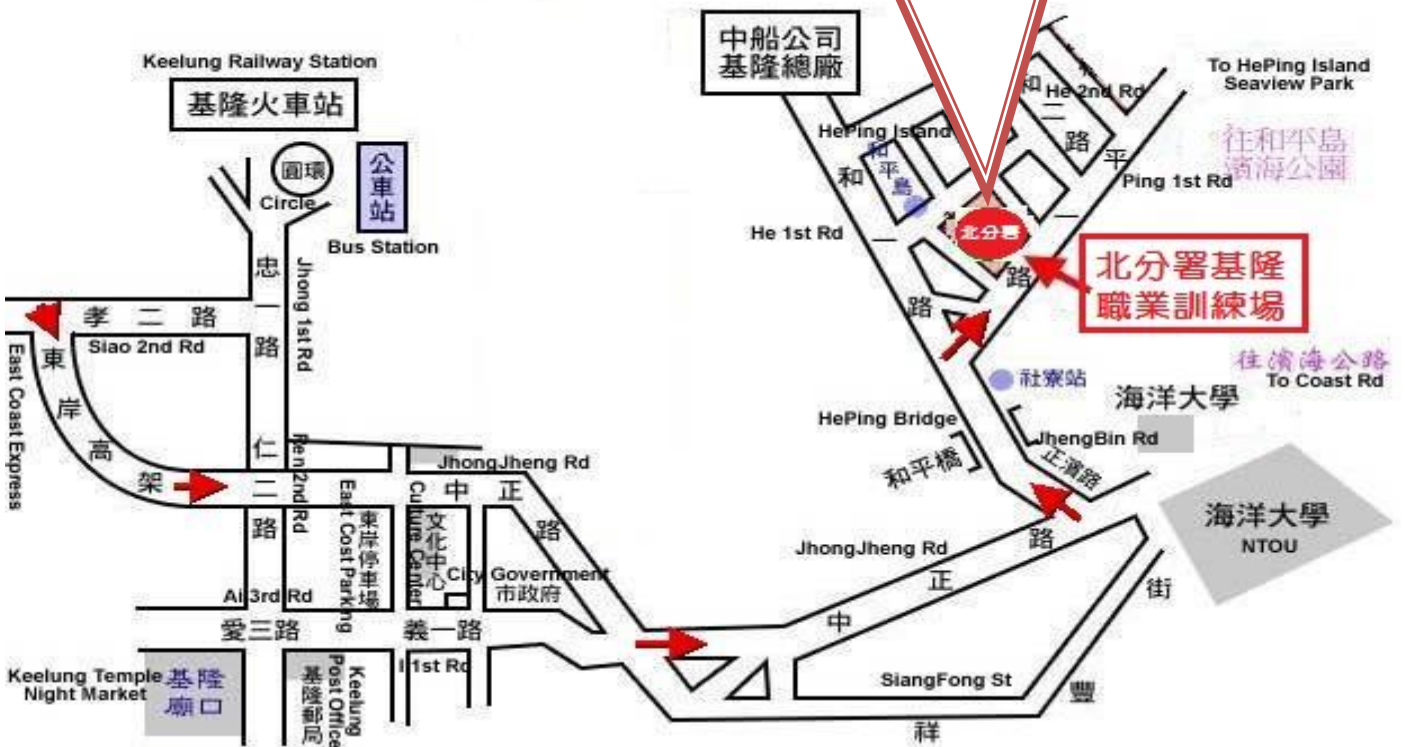 Keelung Railway Station
基隆火車站
圓環
Circle
公車站
Bus Station
忠一路
Jhong 1st Rd
孝二路
Siao 2nd Rd
East Coast Express
東岸高架
仁二路
Ren 2nd Rd
JhongJheng Rd
中正路
East Cost Parking
東岸停車場
Culture Center
文化中心
City Government
市政府
Ai 3rd Rd
愛三路
義一路
I 1st Rd
Keelung Temple
Night Market
基隆
廟口
基隆郵局
Keelung
Post Office
中船公司
基隆總廠
HePing Island
和平島
和二路
He 2nd Rd
To HePing Island
Seaview Park
往和平島
濱海公園
平一路
Ping 1st Rd
He 1st Rd
和一路
北分署
北分署基隆
職業訓練場
社寮站
往濱海公路
To Coast Rd
海洋大學
HePing Bridge
和平橋
JhengBin Rd
正濱路
海洋大學
NTOU
JhongJheng Rd
中正路
SiangFong St
祥豐街